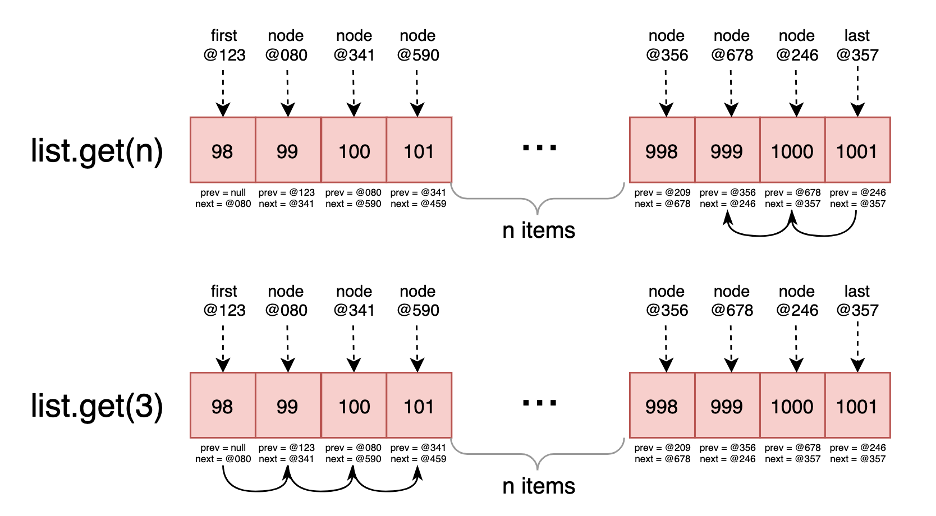 first node node node node node node last
@123 @080 @341 @590 @356 @678 @246 @357
list.get(n) 98 99 100 101 ... 998 999 1000 1001
prev = null prev = @123 prev = @080 prev = @341 prev = @209 prev = @356 prev = @678 prev = @246
next = @080 next = @341 next = @590 next = @459 next = @678 next = @246 next = @357 next = @357
n items
first node node node node node node last
@123 @080 @341 @590 @356 @678 @246 @357
list.get(3) 98 99 100 101 ... 998 999 1000 1001
prev = null prev = @123 prev = @080 prev = @341 prev = @209 prev = @356 prev = @678 prev = @246
next = @080 next = @341 next = @590 next = @459 next = @678 next = @246 next = @357 next = @357
n items